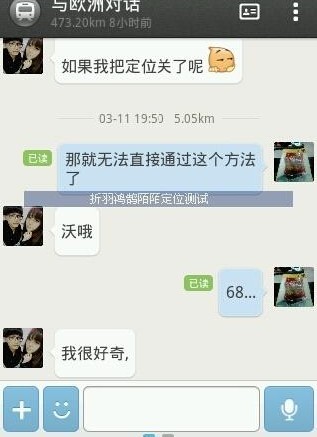 与欧洲对话
473.20km 8小时前
如果我把定位关了呢
03-11 19:50 5.05km
已读
那就无法直接通过这个方法
了
折羽鸿鹄陌陌定位测试
沃哦
已读
68...
我很好奇,